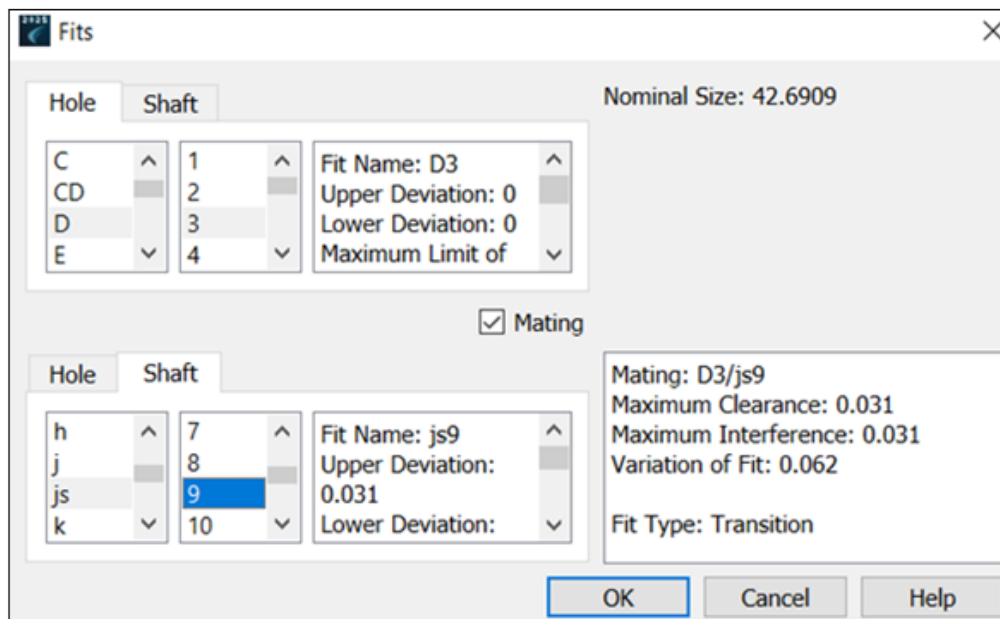 2025
Fits
Hole
Shaft
Nominal Size: 42.6909
C
CD
D
E
1
2
3
4
Fit Name: D3
Upper Deviation: 0
Lower Deviation: 0
Maximum Limit of
Mating
Hole
Shaft
h
j
js
k
7
8
9
10
Fit Name: js9
Upper Deviation:
0.031
Lower Deviation:
Mating: D3/js9
Maximum Clearance: 0.031
Maximum Interference: 0.031
Variation of Fit: 0.062
Fit Type: Transition
OK
Cancel
Help